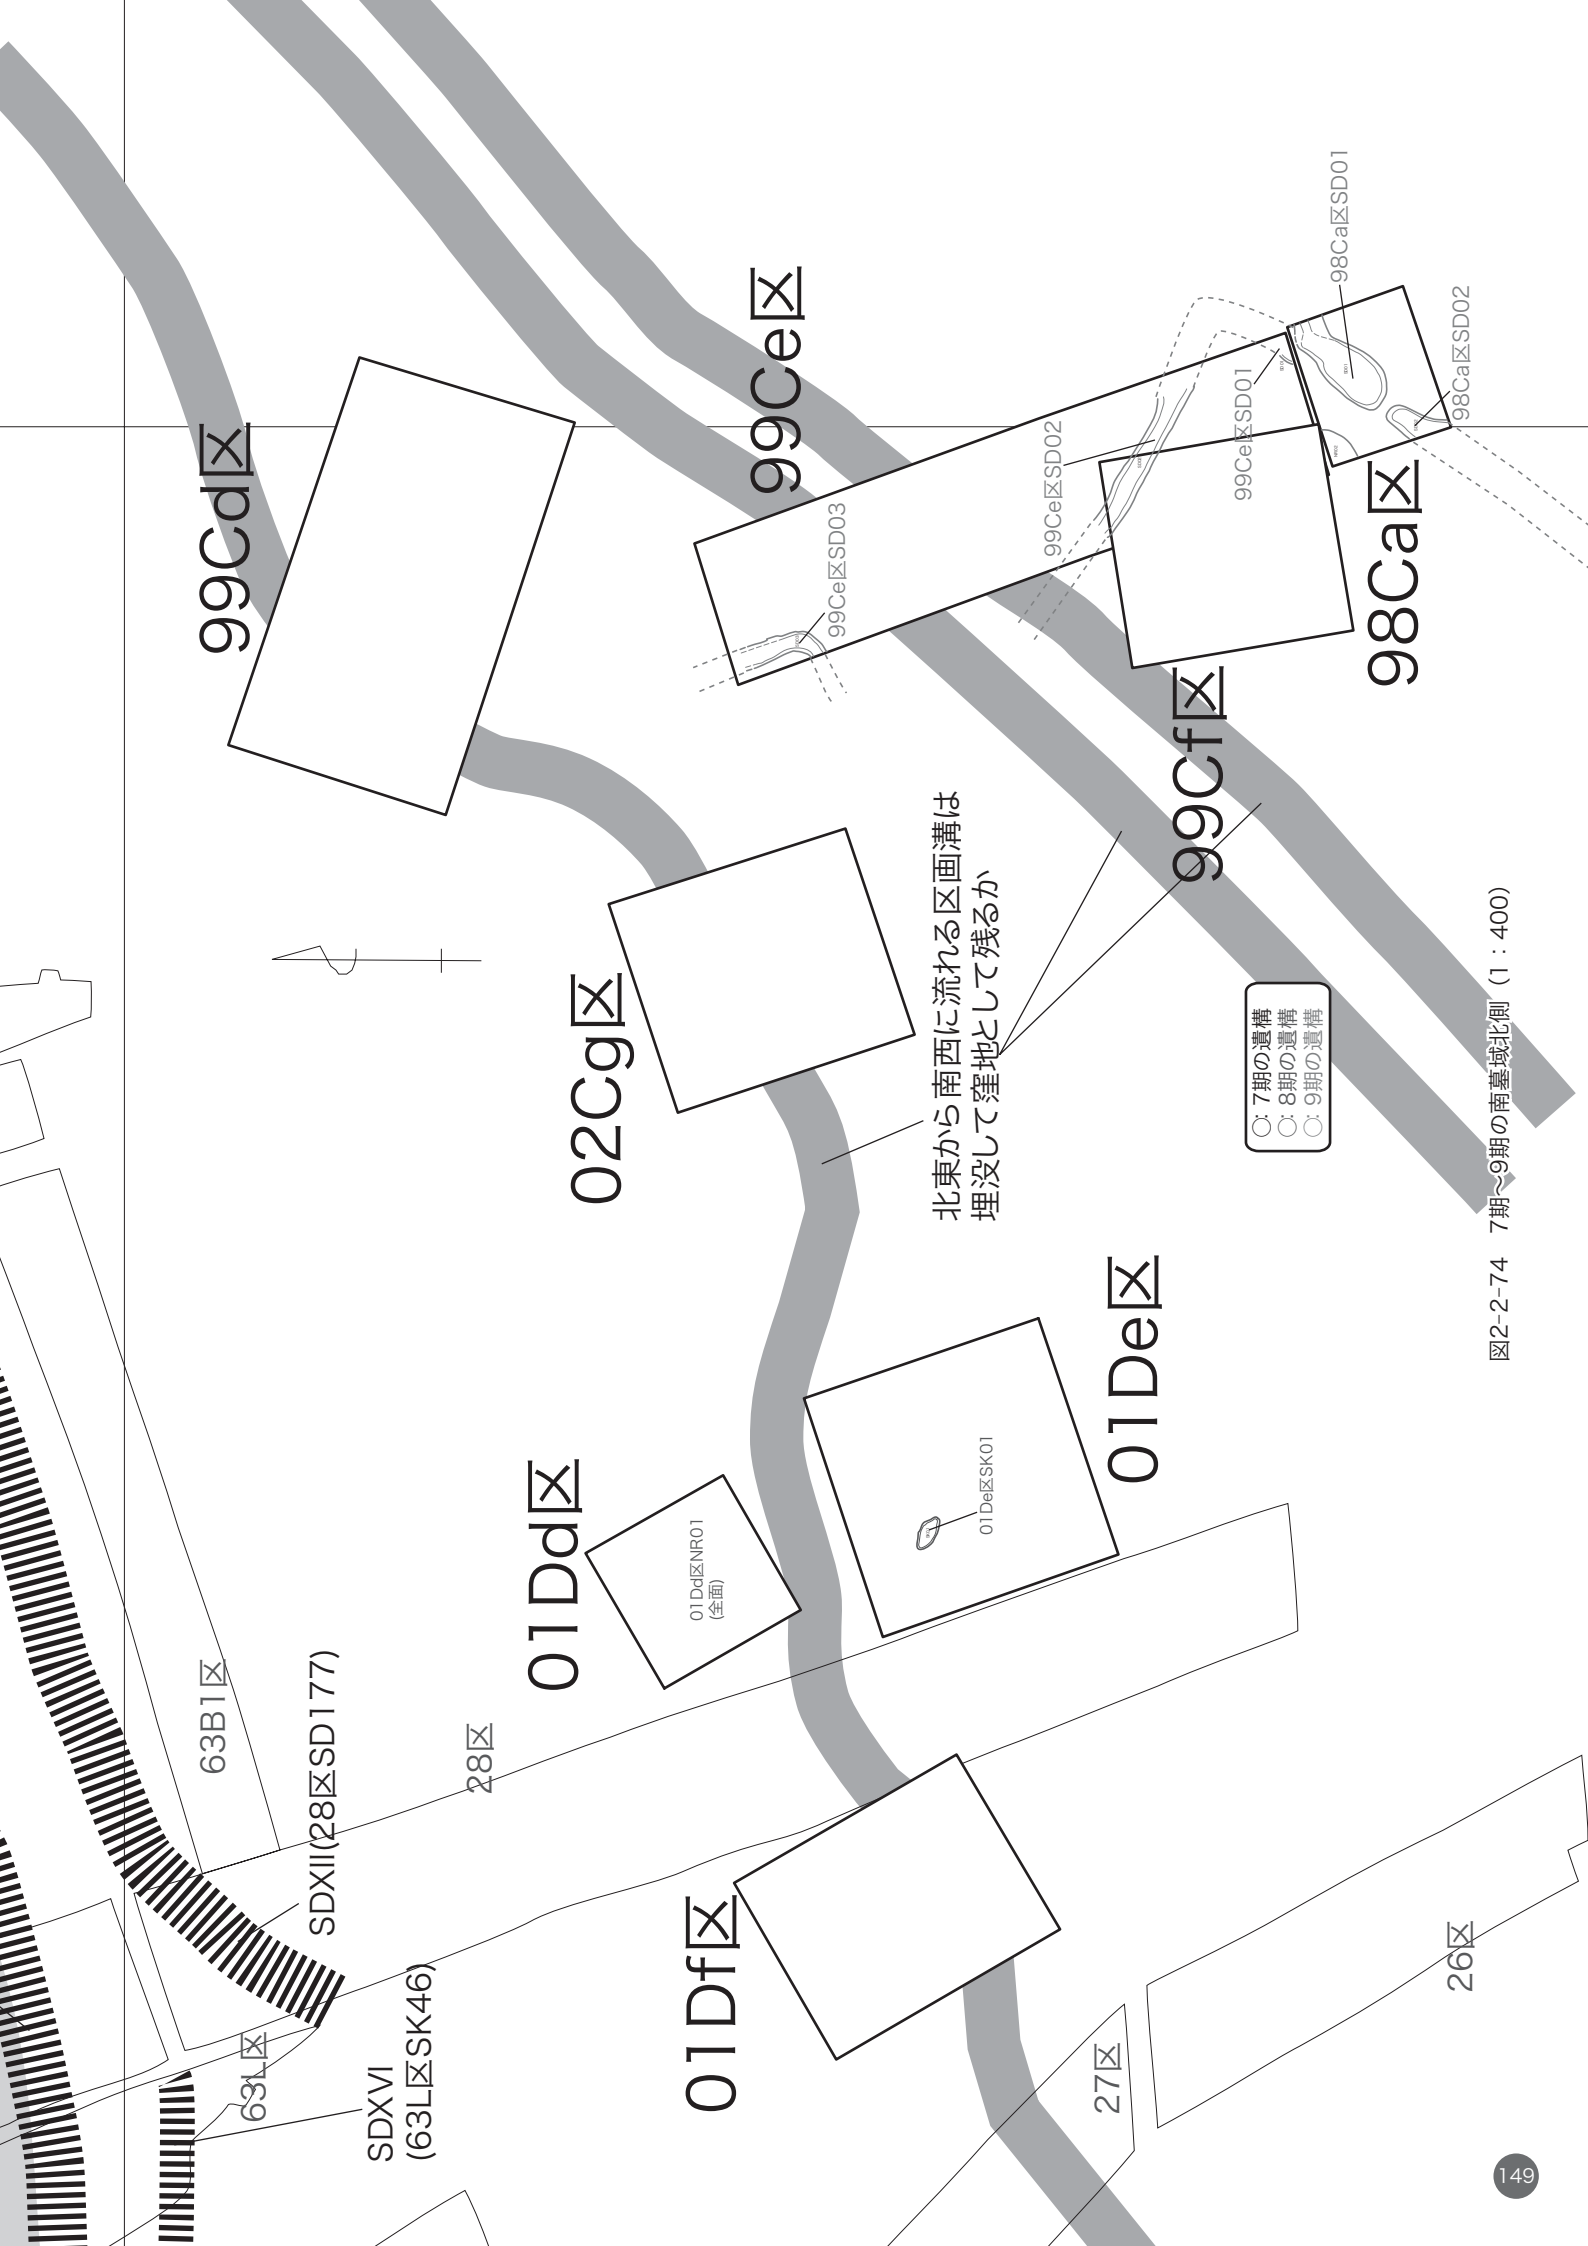 99Cd区
99Ce区
99Ce区SD03
99Ce区SD02
99Ce区SD01
98Ca区SD01
98Ca区SD02
98Ca区
99Cf区
02Cg区
北東から南西に流れる区画溝は
埋没して窪地として残るか
01Dd区
01Dd区NR01
(全面)
01De区
01De区SK01
63B1区
28区
SDXII(28区SD177)
63L区
SDXVI
(63L区SK46)
01Df区
27区
26区
○: 7期の遺構
○: 8期の遺構
○: 9期の遺構
図2-2-74 7期~9期の南墓域北側(1:400)
149